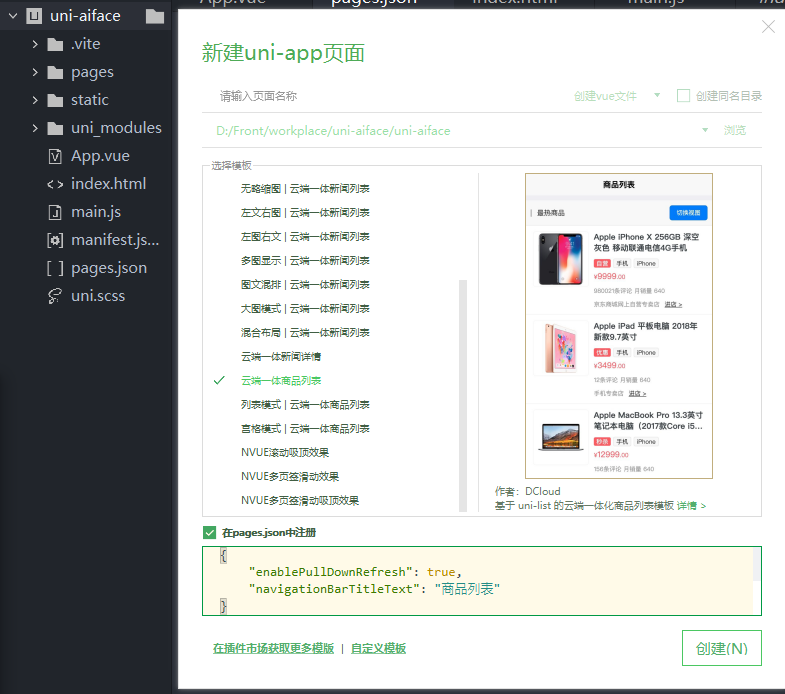 uni-aiface
.vite
pages
static
uni_modules
App.vue
index.html
main.js
manifest.js...
pages.json
uni.scss
App.vue
pages.json
index.html
main.js
新建uni-app页面
请输入页面名称
创建vue文件
创建同名目录
D:/Front/workplace/uni-aiface/uni-aiface
浏览
选择模板
无略缩图 | 云端一体新闻列表
左文右图 | 云端一体新闻列表
左图右文 | 云端一体新闻列表
多图显示 | 云端一体新闻列表
图文混排 | 云端一体新闻列表
大图模式 | 云端一体新闻列表
混合布局 | 云端一体新闻列表
云端一体新闻详情
云端一体商品列表
列表模式 | 云端一体商品列表
宫格模式 | 云端一体商品列表
NVUE滚动吸顶效果
NVUE多页签滑动效果
NVUE多页签滑动吸顶效果
商品列表
最热商品
切换视图
Apple iPhone X 256GB 深空
灰色 移动联通电信4G手机
自营 手机 iPhone
¥9999.00
980021条评论 月销量 640
京东商城网上自营专卖店 进店 >
Apple iPad 平板电脑 2018年
新款9.7英寸
优惠 手机 iPhone
¥3499.00
12条评论 月销量 640
手机专卖店 进店 >
Apple MacBook Pro 13.3英寸
笔记本电脑（2017款Core i5...
秒杀 手机 iPhone
¥12999.00
156条评论 月销量 640
作者： DCloud
基于 uni-list 的云端一体化商品列表模板 详情 >
在pages.json中注册
{
"enablePullDownRefresh": true,
"navigationBarTitleText": "商品列表"
}
在插件市场获取更多模版 | 自定义模板
创建(N)